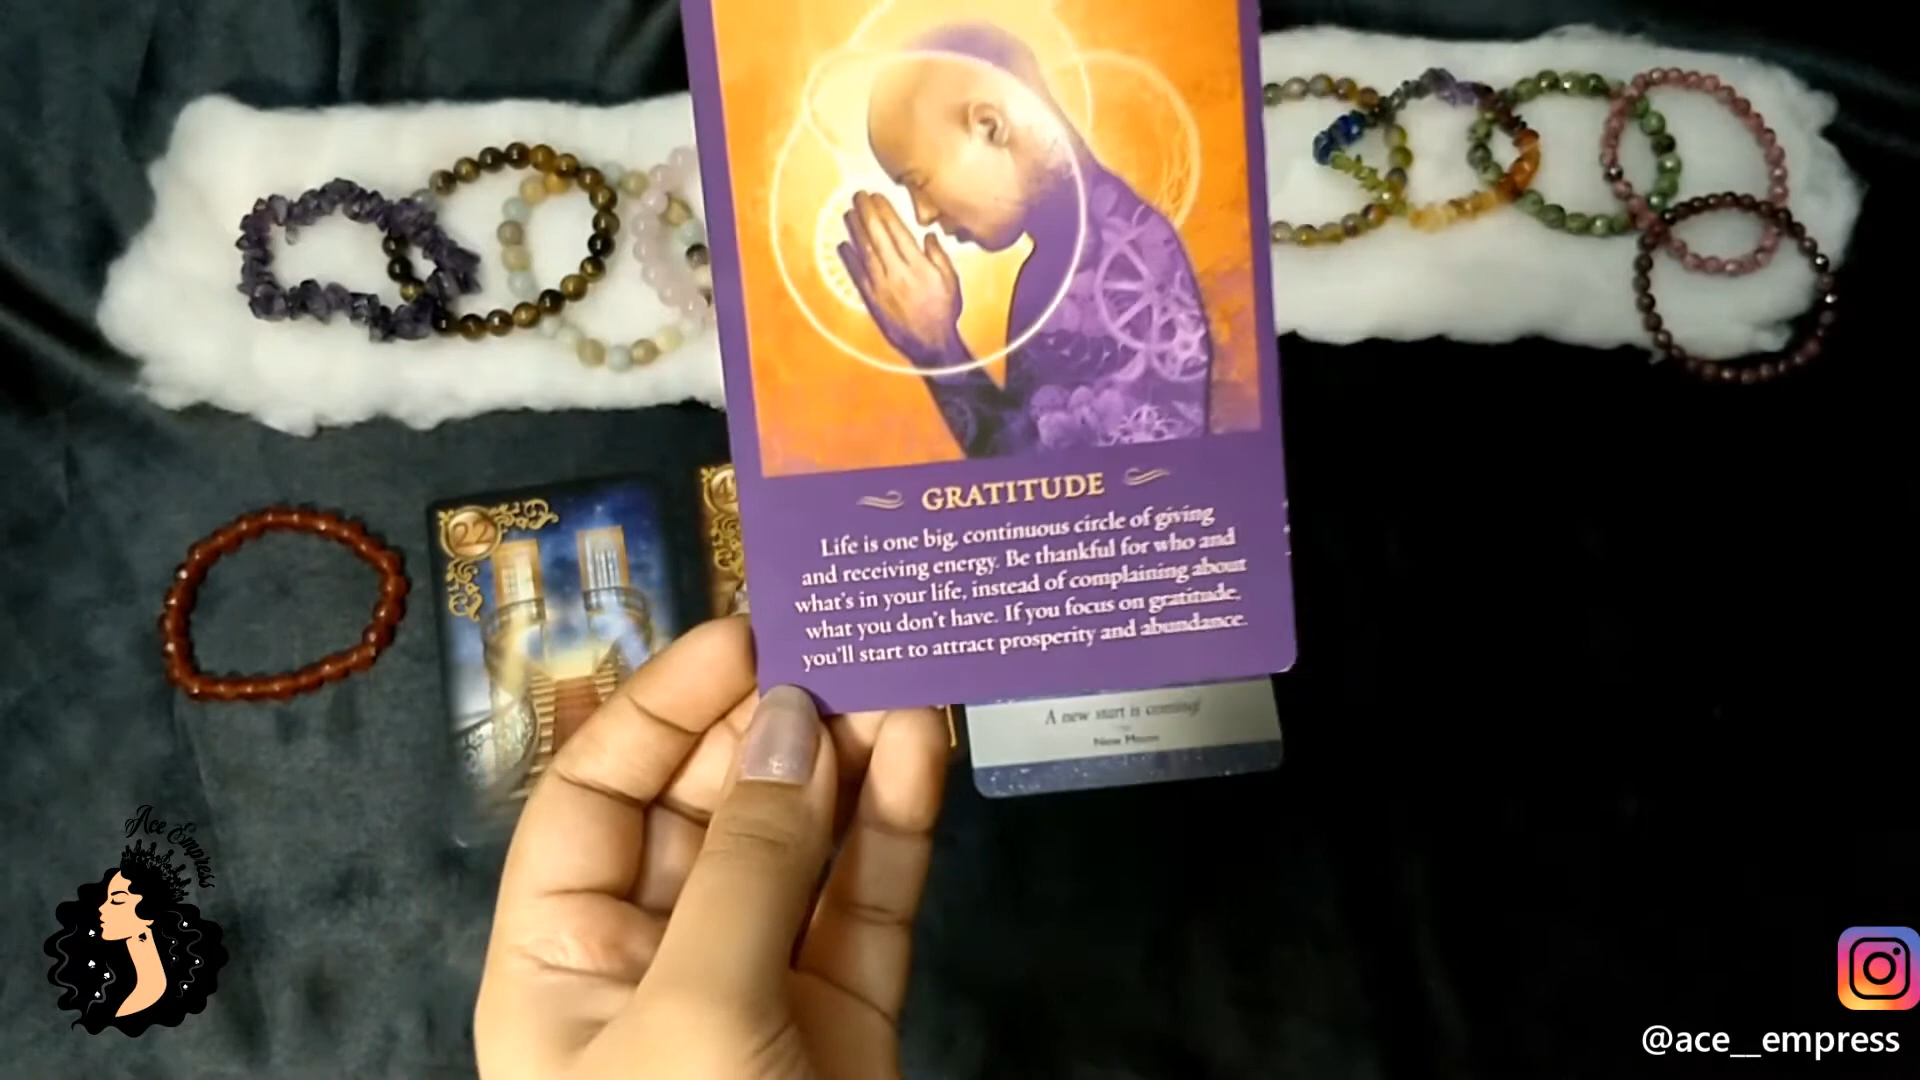 GRATITUDE
Life is one big, continuous circle of giving
and receiving energy. Be thankful for who and
what's in your life, instead of complaining about
what you don't have. If you focus on gratitude,
you'll start to attract prosperity and abundance.
22
4
A new start is coming!
New Moon
Ace Empress
@ace__empress